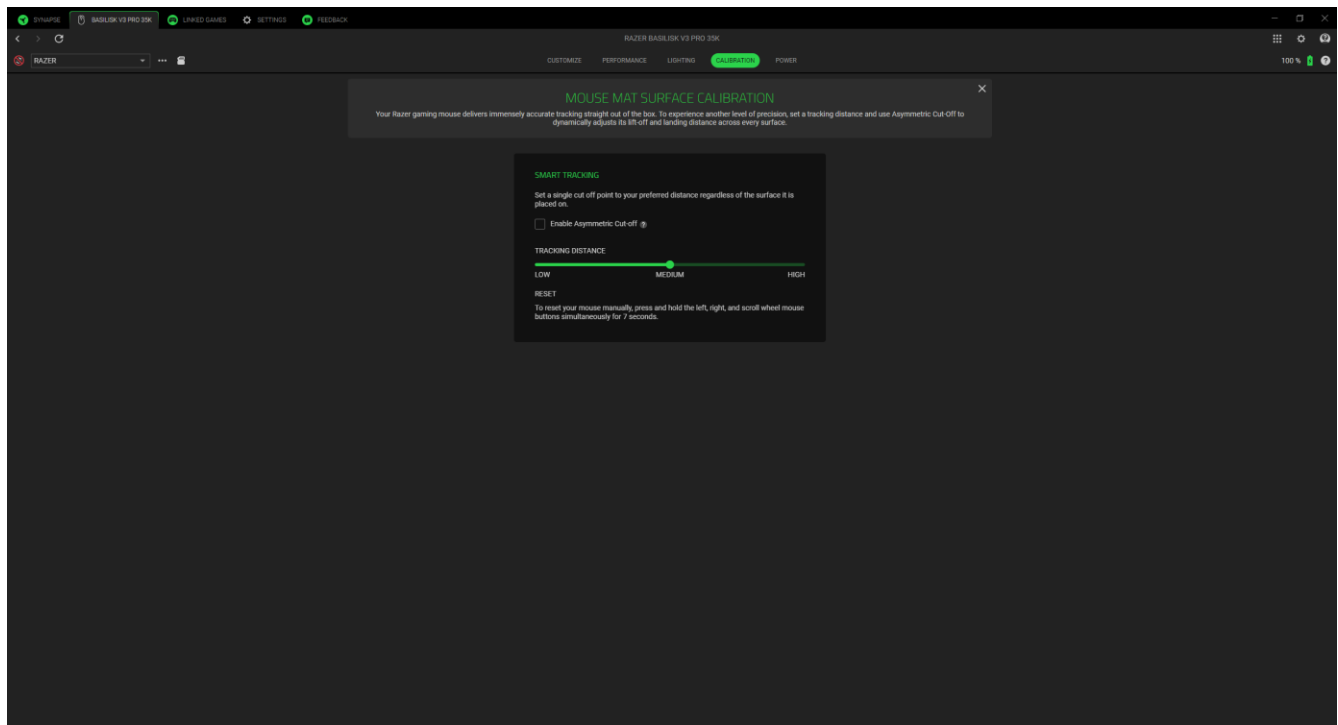 SYNAPSE
BASILISK V3 PRO 35K
LINKED GAMES
SETTINGS
FEEDBACK
RAZER BASILISK V3 PRO 35K
RAZER
CUSTOMIZE
PERFORMANCE
LIGHTING
CALIBRATION
POWER
100 %
MOUSE MAT SURFACE CALIBRATION
Your Razer gaming mouse delivers immensely accurate tracking straight out of the box. To experience another level of precision, set a tracking distance and use Asymmetric Cut-Off to
dynamically adjusts its lift-off and landing distance across every surface.
SMART TRACKING
Set a single cut off point to your preferred distance regardless of the surface it is
placed on.
Enable Asymmetric Cut-off ?
TRACKING DISTANCE
LOW
MEDIUM
HIGH
RESET
To reset your mouse manually, press and hold the left, right, and scroll wheel mouse
buttons simultaneously for 7 seconds.